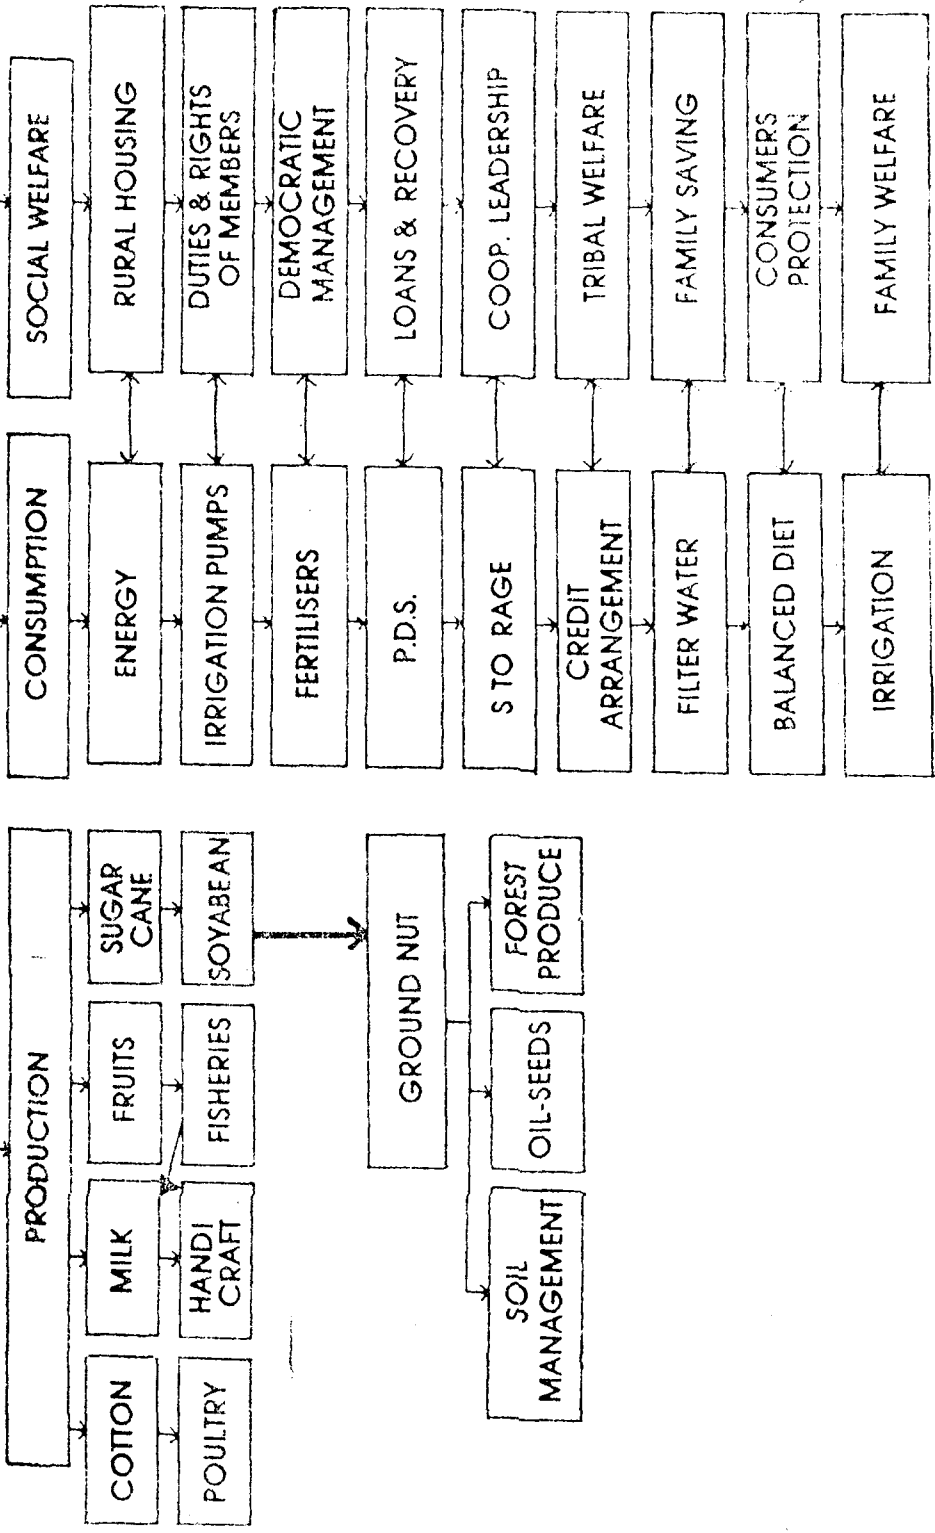 PRODUCTION
COTTON
MILK
FRUITS
SUGAR
CANE
POULTRY
HANDI
CRAFT
FISHERIES
SOYABEAN
GROUND NUT
SOIL
MANAGEMENT
OIL-SEEDS
FOREST
PRODUCE
CONSUMPTION
ENERGY
IRRIGATION PUMPS
FERTILISERS
P.D.S.
S TO RAGE
CREDIT
ARRANGEMENT
FILTER WATER
BALANCED DIET
IRRIGATION
SOCIAL WELFARE
RURAL HOUSING
DUTIES & RIGHTS
OF MEMBERS
DEMOCRATIC
MANAGEMENT
LOANS & RECOVERY
COOP. LEADERSHIP
TRIBAL WELFARE
FAMILY SAVING
CONSUMERS
PROTECTION
FAMILY WELFARE